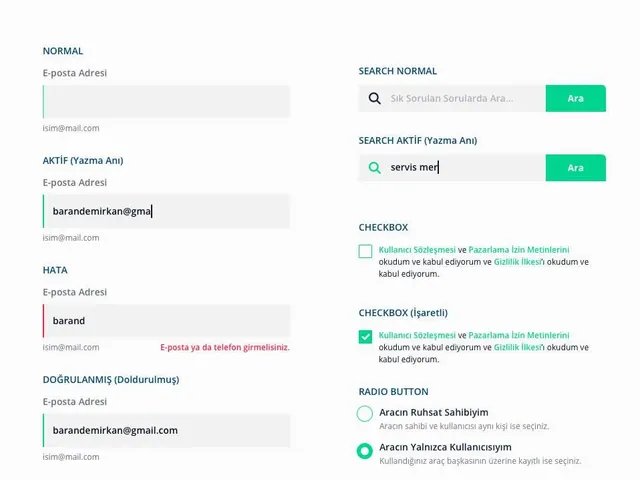 NORMAL
E-posta Adresi
isim@mail.com
AKTİF (Yazma Anı)
E-posta Adresi
barandemirkan@gma
isim@mail.com
HATA
E-posta Adresi
barand
isim@mail.com
E-posta ya da telefon girmelisiniz.
DOĞRULANMIŞ (Doldurulmuş)
E-posta Adresi
barandemirkan@gmail.com
isim@mail.com
SEARCH NORMAL
Sık Sorulan Sorularda Ara...
Ara
SEARCH AKTİF (Yazma Anı)
servis mer
Ara
CHECKBOX
Kullanıcı Sözleşmesi ve Pazarlama İzin Metinlerini
okudum ve kabul ediyorum ve Gizlilik İlkesi'ı okudum ve
kabul ediyorum.
CHECKBOX (İşaretli)
Kullanıcı Sözleşmesi ve Pazarlama İzin Metinlerini
okudum ve kabul ediyorum ve Gizlilik İlkesi'ı okudum ve
kabul ediyorum.
RADIO BUTTON
Aracın Ruhsat Sahibiyim
Aracın sahibi ve kullanıcısı aynı kişi ise seçiniz.
Aracın Yalnızca Kullanıcısıyım
Kullandığınız araç başkasının üzerine kayıtlı ise seçiniz.